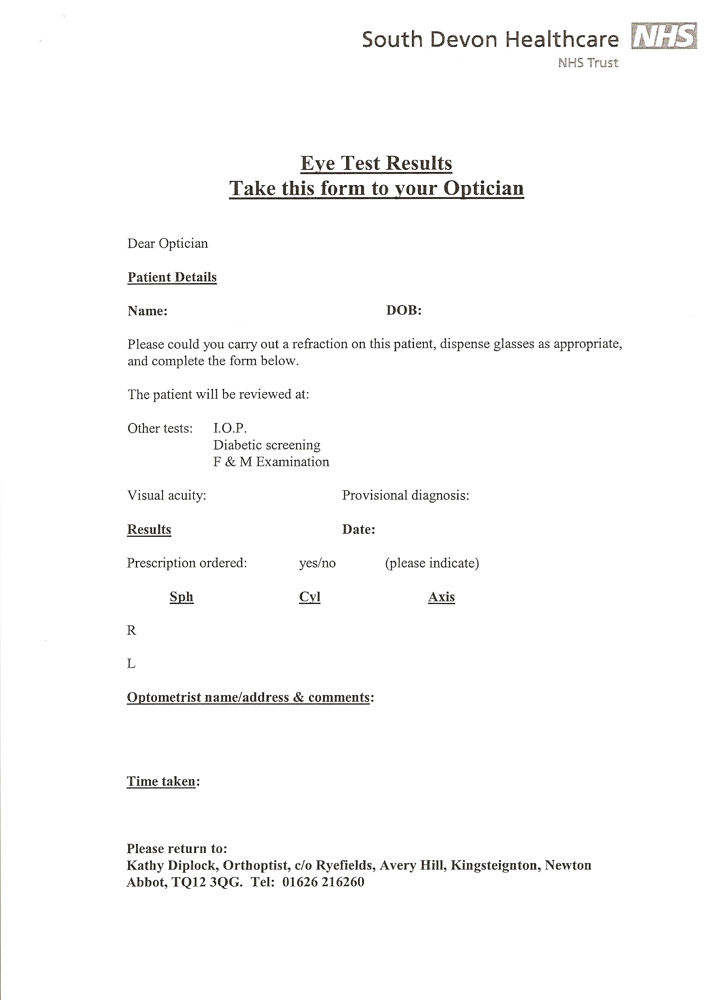 South Devon Healthcare NHS
NHS Trust
Eye Test Results
Take this form to your Optician
Dear Optician
Patient Details
Name: DOB:
Please could you carry out a refraction on this patient, dispense glasses as appropriate,
and complete the form below.
The patient will be reviewed at:
Other tests: I.O.P.
Diabetic screening
F & M Examination
Visual acuity: Provisional diagnosis:
Results Date:
Prescription ordered: yes/no (please indicate)
Sph Cyl Axis
R
L
Optometrist name/address & comments:
Time taken:
Please return to:
Kathy Diplock, Orthoptist, c/o Ryefields, Avery Hill, Kingsteignton, Newton
Abbot, TQ12 3QG. Tel: 01626 216260